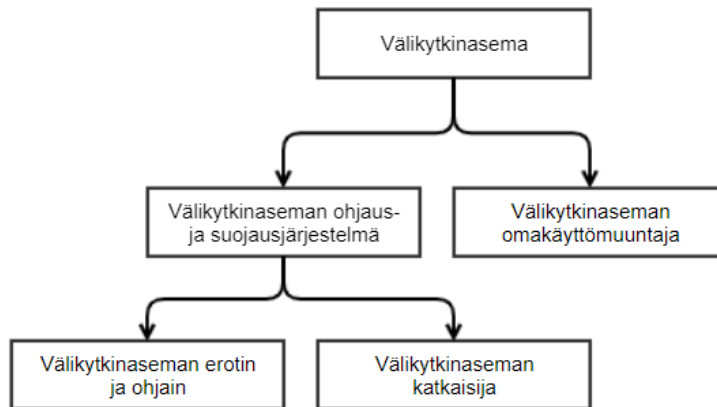 Välikytkinasema
Välikytkinaseman ohjaus-
ja suojausjärjestelmä
Välikytkinaseman
omakäyttömuuntaja
Välikytkinaseman erotin
ja ohjain
Välikytkinaseman
katkaisija